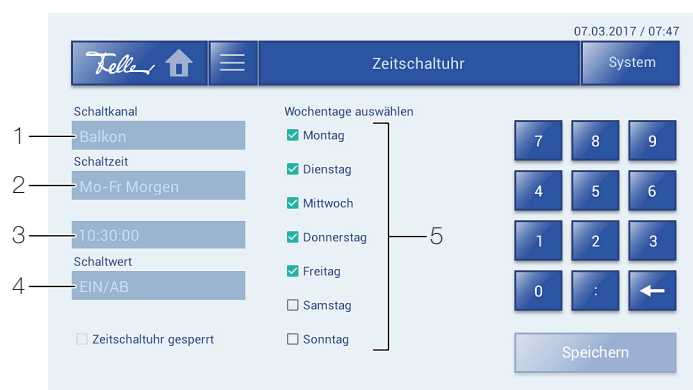 07.03.2017 / 07:47
Feller
Zeitschaltuhr
System
Schaltkanal
1
Balkon
Schaltzeit
2
Mo-Fr Morgen
3
10:30:00
Schaltwert
4
EIN/AB
Zeitschaltuhr gesperrt
Wochentage auswählen
Montag
Dienstag
Mittwoch
Donnerstag
Freitag
Samstag
Sonntag
5
7 8 9
4 5 6
1 2 3
0 :
Speichern